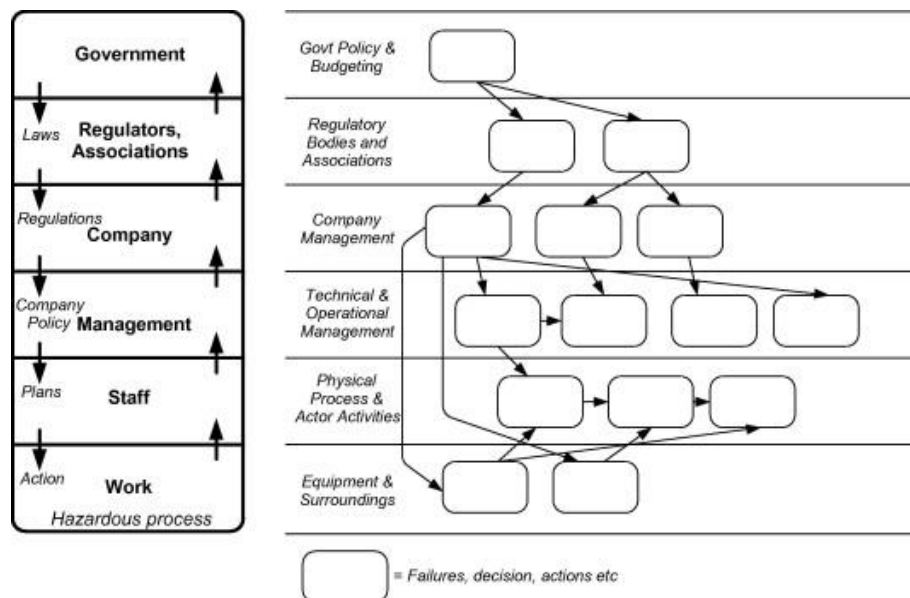 Government
Laws
Regulators,
Associations
Regulations
Company
Company
Policy
Management
Plans
Staff
Action
Work
Hazardous process
Govt Policy &
Budgeting
Regulatory
Bodies and
Associations
Company
Management
Technical &
Operational
Management
Physical
Process &
Actor Activities
Equipment &
Surroundings
= Failures, decision, actions etc